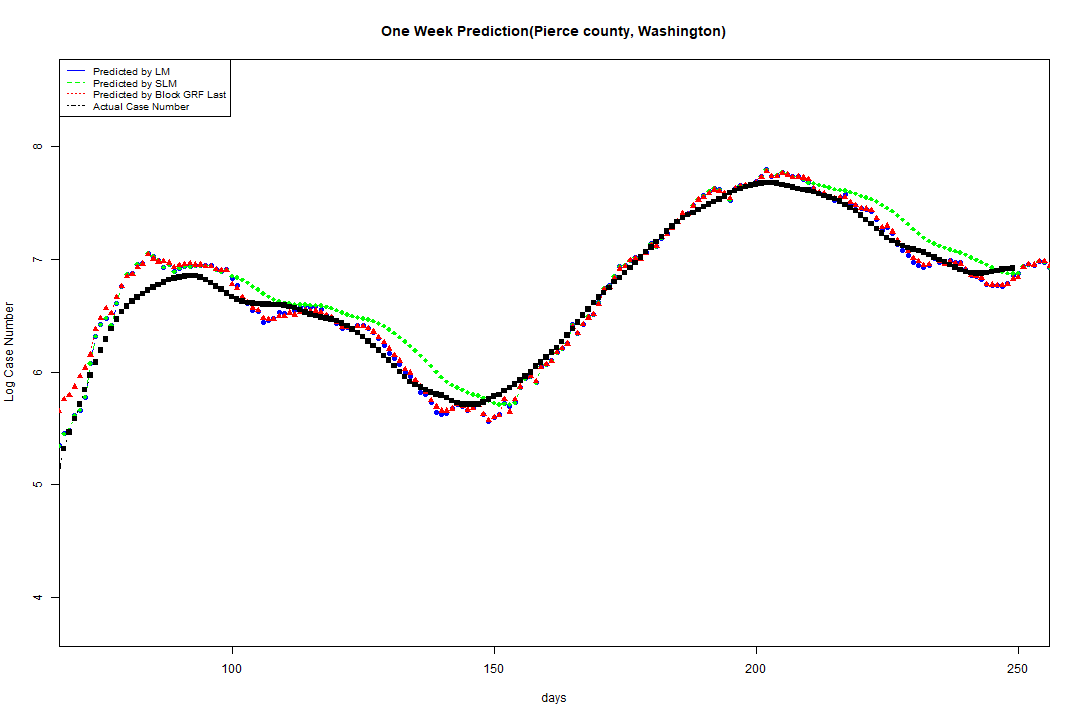 One Week Prediction(Pierce county, Washington)
Predicted by LM
Predicted by SLM
Predicted by Block GRF Last
Actual Case Number
8
7
6
5
4
Log Case Number
100 150 200 250
days